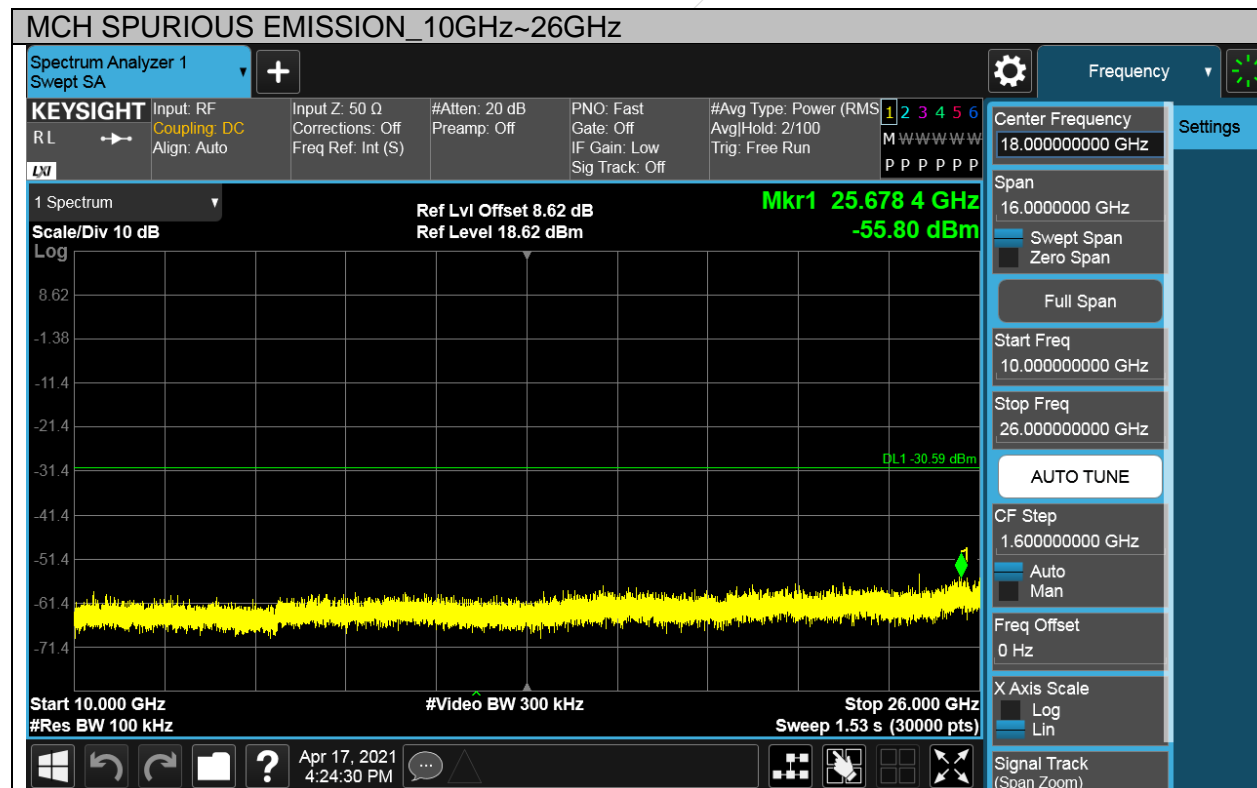 MCH SPURIOUS EMISSION_10GHz~26GHz
Spectrum Analyzer 1
Swept SA
+
Frequency
KEYSIGHT
RL
LXI
Input: RF
Coupling: DC
Align: Auto
Input Z: 50 Ω
Corrections: Off
Freq Ref: Int (S)
#Atten: 20 dB
Preamp: Off
PNO: Fast
Gate: Off
IF Gain: Low
Sig Track: Off
#Avg Type: Power (RMS
Avg|Hold: 2/100
Trig: Free Run
1 2 3 4 5 6
M W W W W W
P P P P P P
1 Spectrum
Scale/Div 10 dB
Log
Ref Lvl Offset 8.62 dB
Ref Level 18.62 dBm
Mkr1 25.678 4 GHz
-55.80 dBm
8.62
-1.38
-11.4
-21.4
-31.4
-41.4
-51.4
-61.4
-71.4
DL1 -30.59 dBm
1
Start 10.000 GHz
#Res BW 100 kHz
#Video BW 300 kHz
Stop 26.000 GHz
Sweep 1.53 s (30000 pts)
?
Apr 17, 2021
4:24:30 PM
Center Frequency
18.000000000 GHz
Settings
Span
16.0000000 GHz
Swept Span
Zero Span
Full Span
Start Freq
10.000000000 GHz
Stop Freq
26.000000000 GHz
AUTO TUNE
CF Step
1.600000000 GHz
Auto
Man
Freq Offset
0 Hz
X Axis Scale
Log
Lin
Signal Track
(Span Zoom)